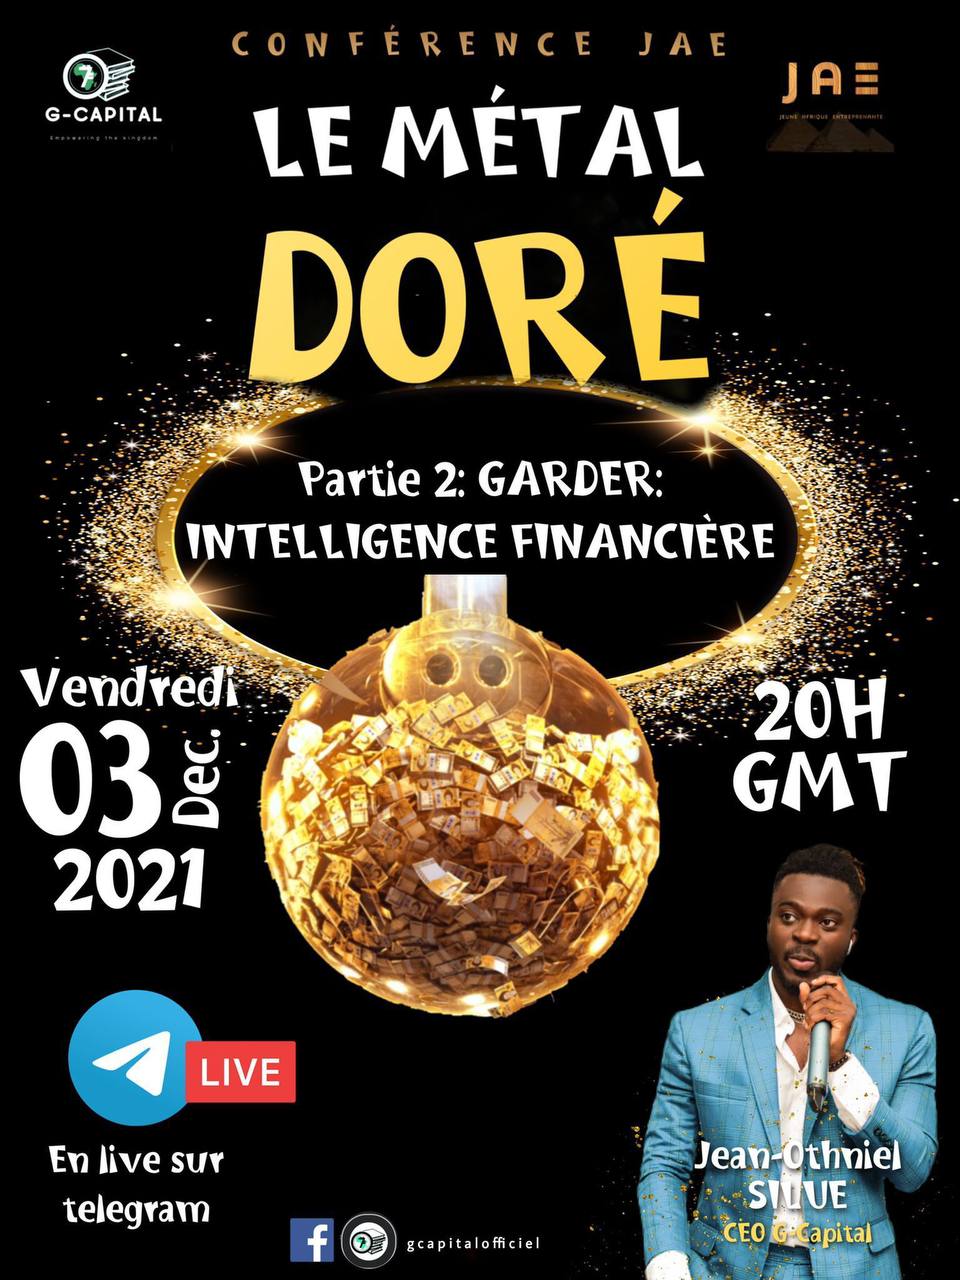 CONFÉRENCE JAE
G-CAPITAL
Empowering the kingdom
JAE
JEUNE AFRIQUE ENTREPRENANTE
LE MÉTAL
DORÉ
Partie 2: GARDER:
INTELLIGENCE FINANCIÈRE
Vendredi
03 Dec.
2021
20H
GMT
LIVE
En live sur
telegram
Jean-Othniel
SILUE
CEO G-Capital
gcapitalofficiel